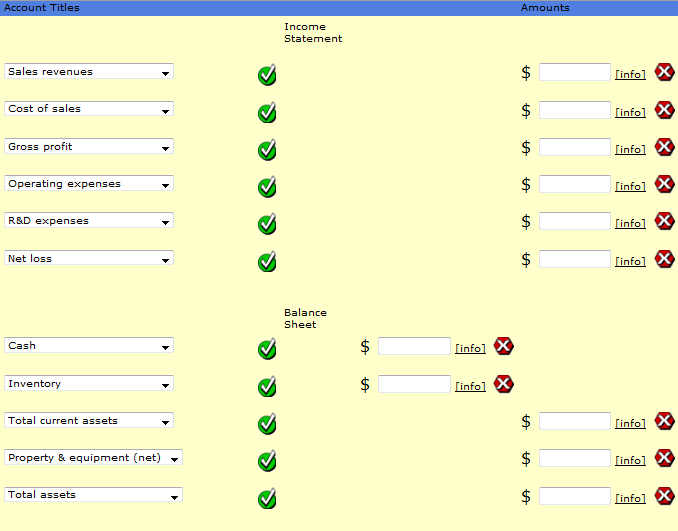 Account Titles Amounts
Income
Statement
Sales revenues $ [info]
Cost of sales $ [info]
Gross profit $ [info]
Operating expenses $ [info]
R&D expenses $ [info]
Net loss $ [info]
Balance
Sheet
Cash $ [info]
Inventory $ [info]
Total current assets $ [info]
Property & equipment (net) $ [info]
Total assets $ [info]